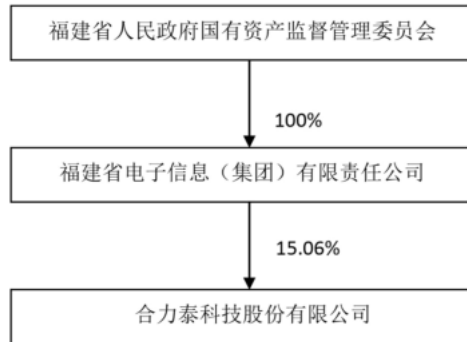 福建省人民政府国有资产监督管理委员会
100%
福建省电子信息（集团）有限责任公司
15.06%
合力泰科技股份有限公司